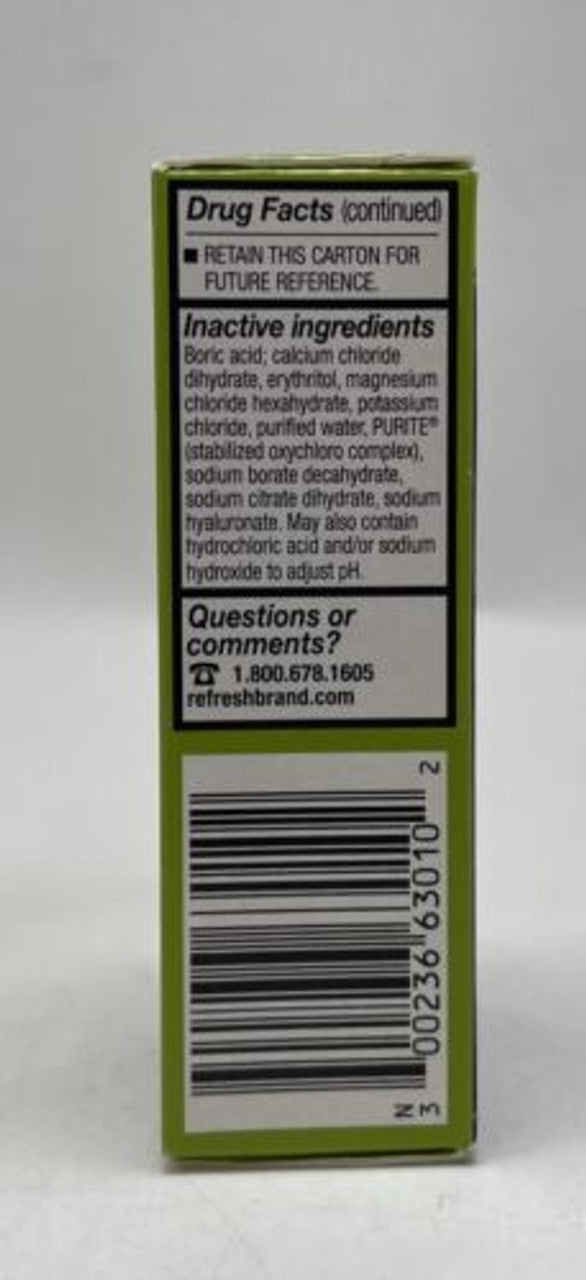 Drug Facts (continued)
■ RETAIN THIS CARTON FOR
FUTURE REFERENCE.
Inactive ingredients
Boric acid; calcium chloride
dihydrate, erythritol, magnesium
chloride hexahydrate, potassium
chloride, purified water, PURITE®
(stabilized oxychloro complex),
sodium borate decahydrate,
sodium citrate dihydrate, sodium
hyaluronate. May also contain
hydrochloric acid and/or sodium
hydroxide to adjust pH.
Questions or
comments?
☎ 1.800.678.1605
refreshbrand.com
N
3 00236 63010 2